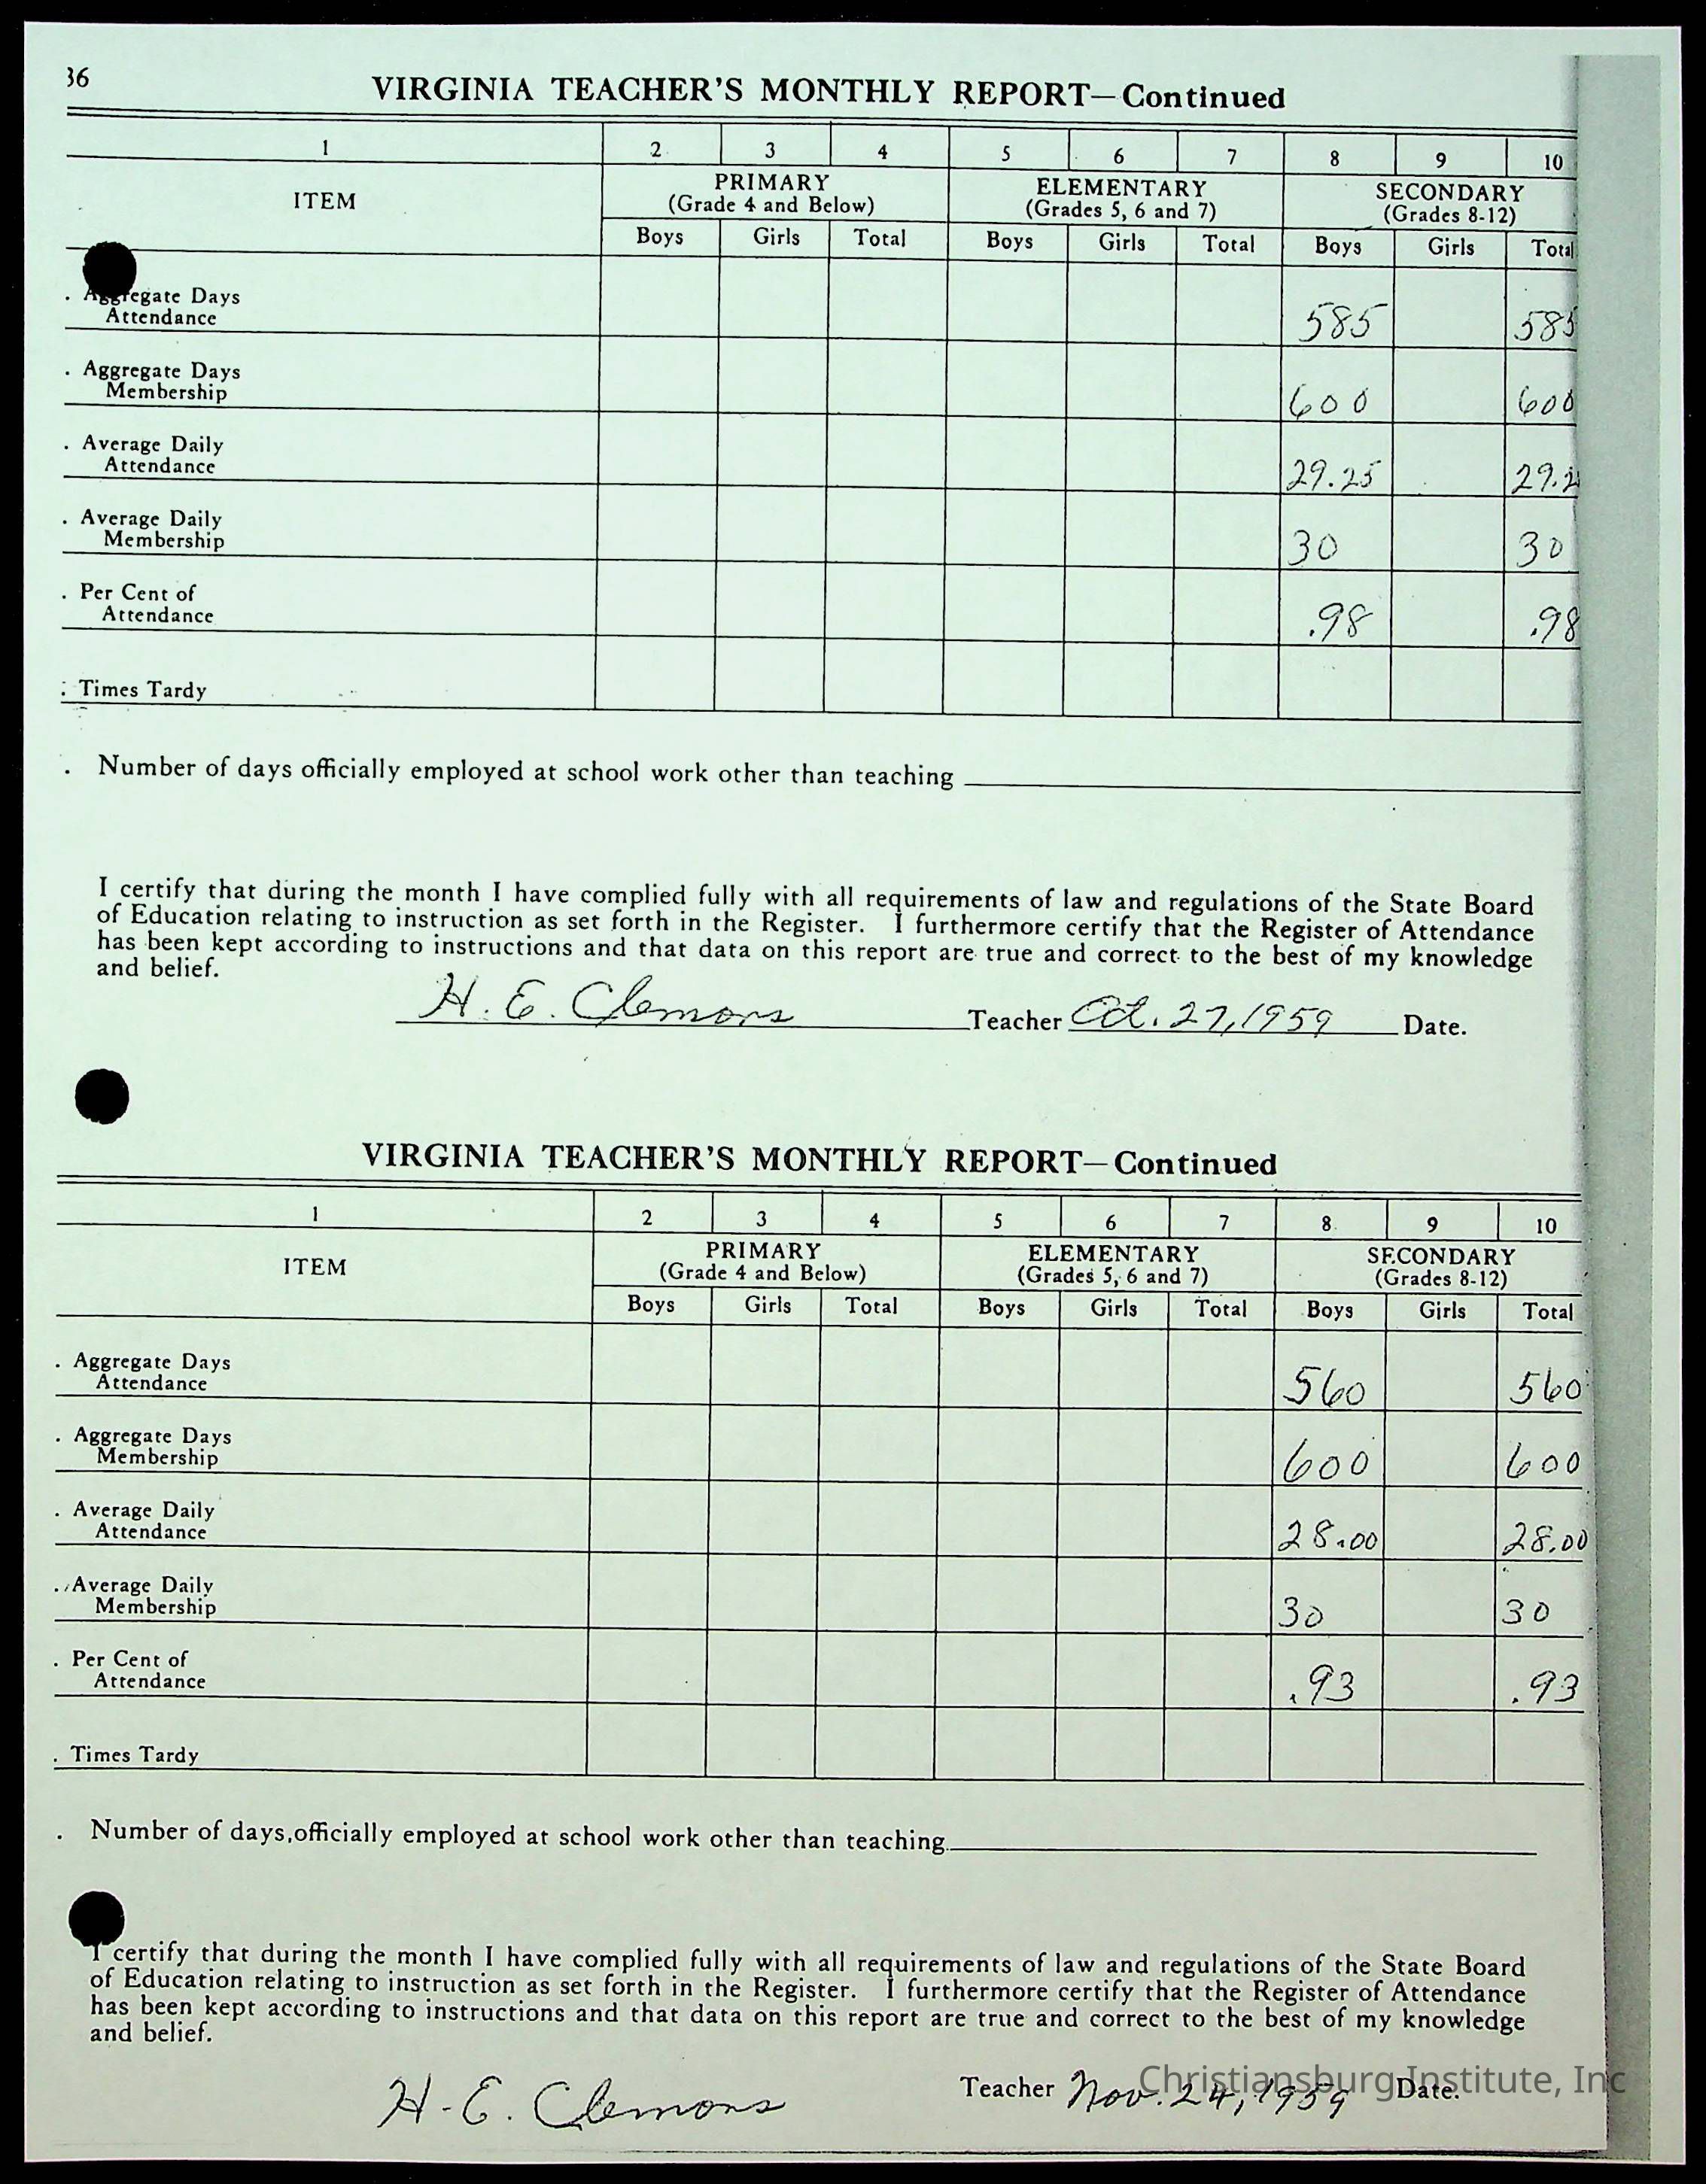 36
VIRGINIA TEACHER'S MONTHLY REPORT—Continued
1 2 3 4 5 6 7 8 9 10
ITEM PRIMARY (Grade 4 and Below) ELEMENTARY (Grades 5, 6 and 7) SECONDARY (Grades 8-12)
Boys Girls Total Boys Girls Total Boys Girls Total
. Aggregate Days
Attendance 585 585
. Aggregate Days
Membership 600 600
. Average Daily
Attendance 29.25 29.2
. Average Daily
Membership 30 30
. Per Cent of
Attendance .98 .98
. Times Tardy
. Number of days officially employed at school work other than teaching
I certify that during the month I have complied fully with all requirements of law and regulations of the State Board
of Education relating to instruction as set forth in the Register. I furthermore certify that the Register of Attendance
has been kept according to instructions and that data on this report are true and correct to the best of my knowledge
and belief.
H. E. Clemons Teacher Oct. 27, 1959 Date.
VIRGINIA TEACHER'S MONTHLY REPORT—Continued
1 2 3 4 5 6 7 8 9 10
ITEM PRIMARY (Grade 4 and Below) ELEMENTARY (Grades 5, 6 and 7) SECONDARY (Grades 8-12)
Boys Girls Total Boys Girls Total Boys Girls Total
. Aggregate Days
Attendance 560 560
. Aggregate Days
Membership 600 600
. Average Daily
Attendance 28.00 28.00
. Average Daily
Membership 30 30
. Per Cent of
Attendance .93 .93
. Times Tardy
. Number of days officially employed at school work other than teaching
I certify that during the month I have complied fully with all requirements of law and regulations of the State Board
of Education relating to instruction as set forth in the Register. I furthermore certify that the Register of Attendance
has been kept according to instructions and that data on this report are true and correct to the best of my knowledge
and belief.
H. E. Clemons Teacher Nov. 24, 1959 Date.
Christiansburg Institute, Inc